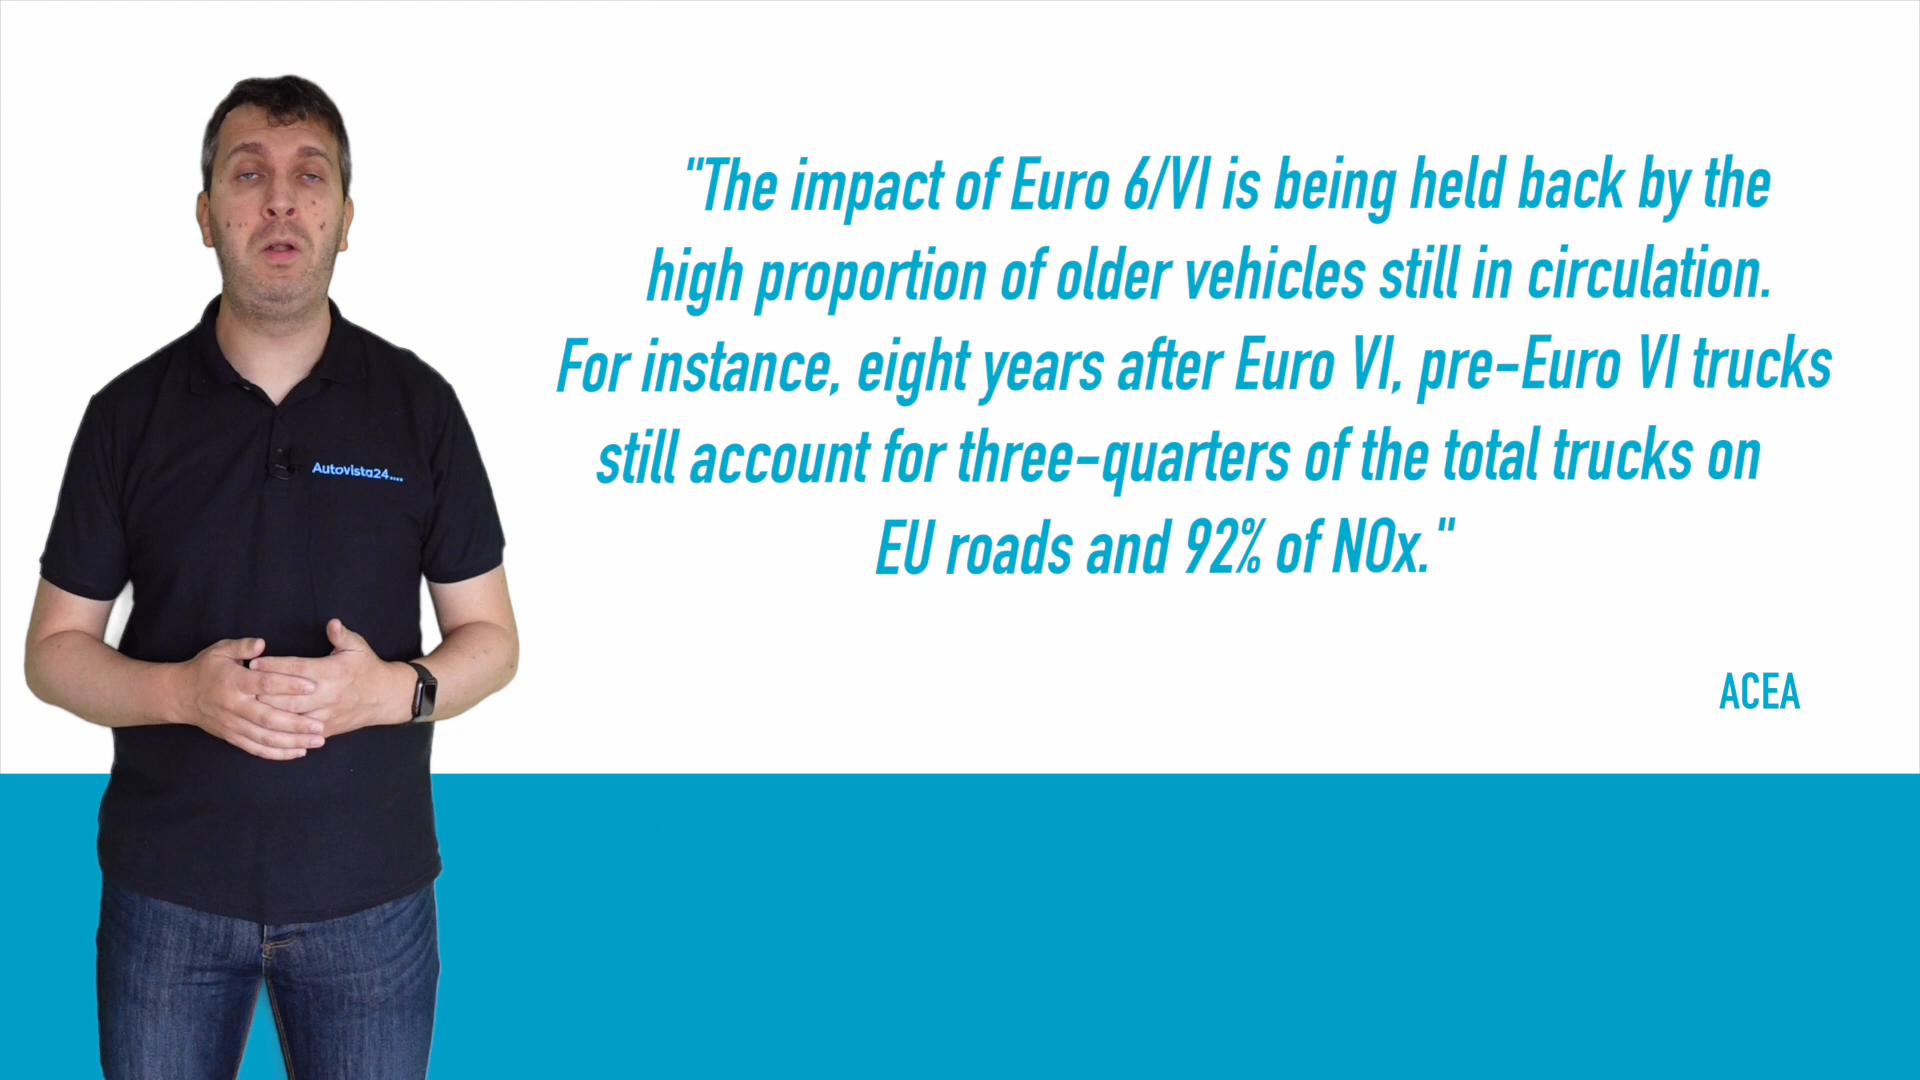 "The impact of Euro 6/VI is being held back by the
high proportion of older vehicles still in circulation.
For instance, eight years after Euro VI, pre-Euro VI trucks
still account for three-quarters of the total trucks on
EU roads and 92% of NOx."
Autovista24
ACEA